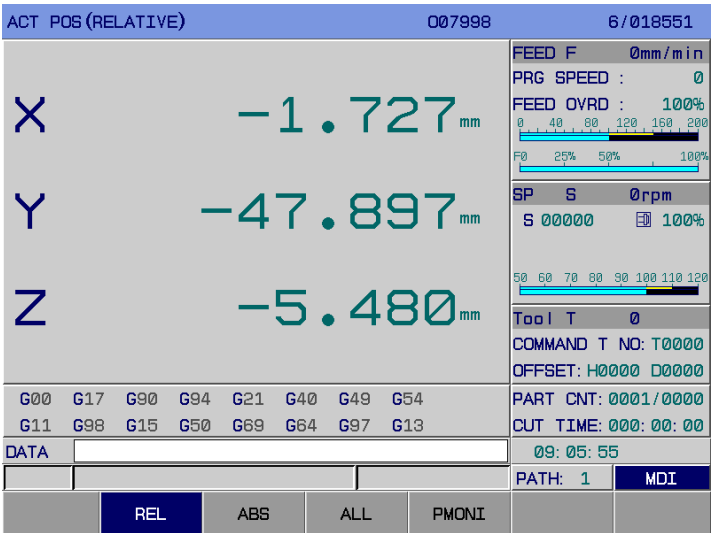 ACT POS(RELATIVE) O07998 6/018551
X -1.727 mm
Y -47.897 mm
Z -5.480 mm
FEED F 0mm/min
PRG SPEED : 0
FEED OVRD : 100%
0 40 80 120 160 200
F0 25% 50% 100%
SP S 0rpm
S 00000 100%
50 60 70 80 90 100 110 120
Tool T 0
COMMAND T NO: T0000
OFFSET: H0000 D0000
G00 G17 G90 G94 G21 G40 G49 G54
G11 G98 G15 G50 G69 G64 G97 G13
PART CNT: 0001/0000
CUT TIME: 000:00:00
DATA
09:05:55
PATH: 1 MDI
REL ABS ALL PMONI